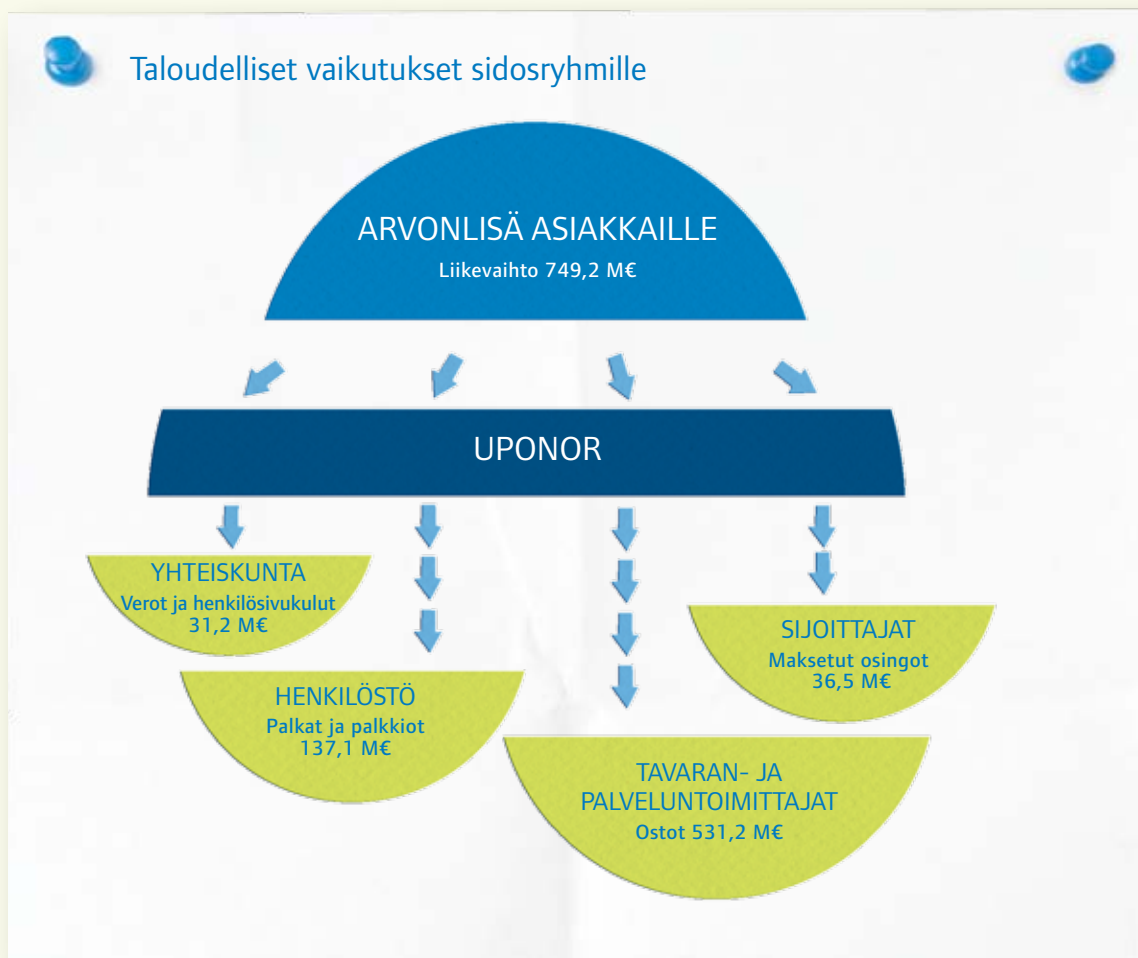 Taloudelliset vaikutukset sidosryhmille
ARVONLISÄ ASIAKKAILLE
Liikevaihto 749,2 M€
UPONOR
YHTEISKUNTA
Verot ja henkilösivukulut
31,2 M€
HENKILÖSTÖ
Palkat ja palkkiot
137,1 M€
TAVARAN- JA
PALVELUNTOIMITTAJAT
Ostot 531,2 M€
SIJOITTAJAT
Maksetut osingot
36,5 M€